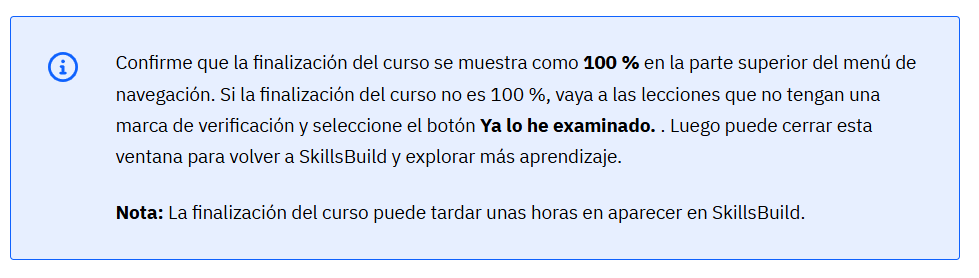 Confirme que la finalización del curso se muestra como 100 % en la parte superior del menú de
navegación. Si la finalización del curso no es 100 %, vaya a las lecciones que no tengan una
marca de verificación y seleccione el botón Ya lo he examinado. . Luego puede cerrar esta
ventana para volver a SkillsBuild y explorar más aprendizaje.
Nota: La finalización del curso puede tardar unas horas en aparecer en SkillsBuild.